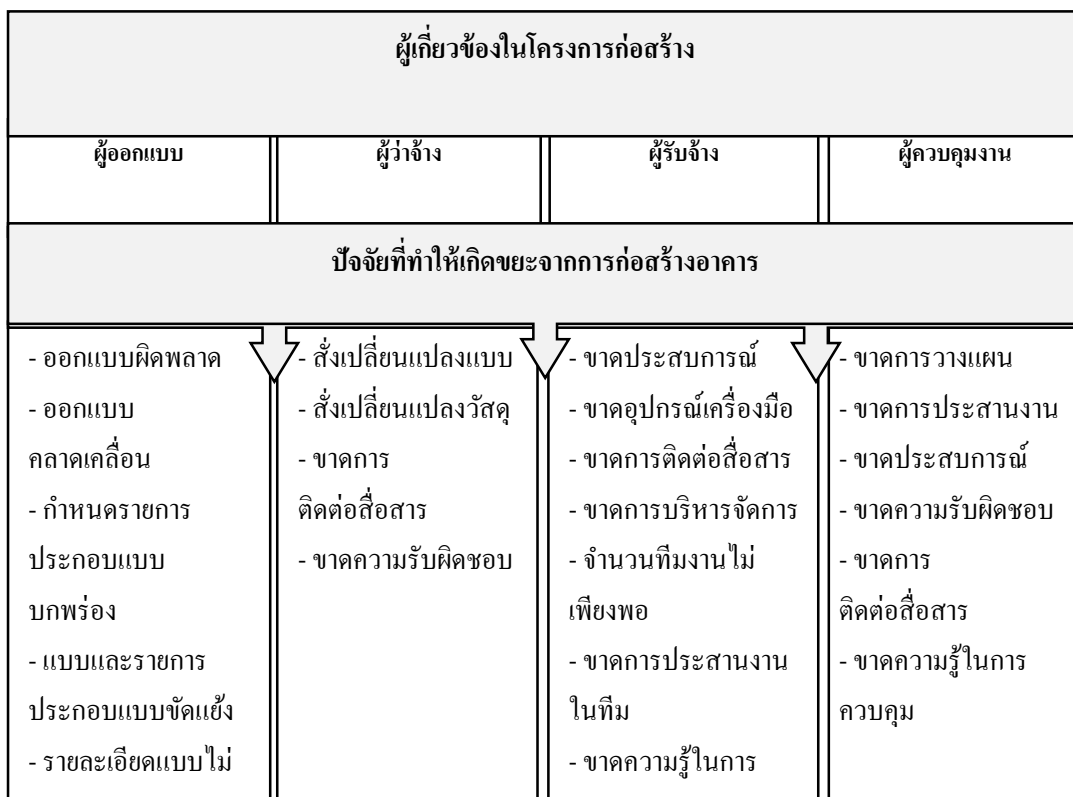 ผู้เกี่ยวข้องในโครงการก่อสร้าง
ผู้ออกแบบ
ผู้ว่าจ้าง
ผู้รับจ้าง
ผู้ควบคุมงาน
ปัจจัยที่ทำให้เกิดขยะจากการก่อสร้างอาคาร
- ออกแบบผิดพลาด
- ออกแบบ
คลาดเคลื่อน
- กำหนดรายการ
ประกอบแบบ
บกพร่อง
- แบบและรายการ
ประกอบแบบขัดแย้ง
- รายละเอียดแบบไม่
- สั่งเปลี่ยนแปลงแบบ
- สั่งเปลี่ยนแปลงวัสดุ
- ขาดการ
ติดต่อสื่อสาร
- ขาดความรับผิดชอบ
- ขาดประสบการณ์
- ขาดอุปกรณ์เครื่องมือ
- ขาดการติดต่อสื่อสาร
- ขาดการบริหารจัดการ
- จำนวนทีมงานไม่
เพียงพอ
- ขาดการประสานงาน
ในทีม
- ขาดความรู้ในการ
- ขาดการวางแผน
- ขาดการประสานงาน
- ขาดประสบการณ์
- ขาดความรับผิดชอบ
- ขาดการ
ติดต่อสื่อสาร
- ขาดความรู้ในการ
ควบคุม